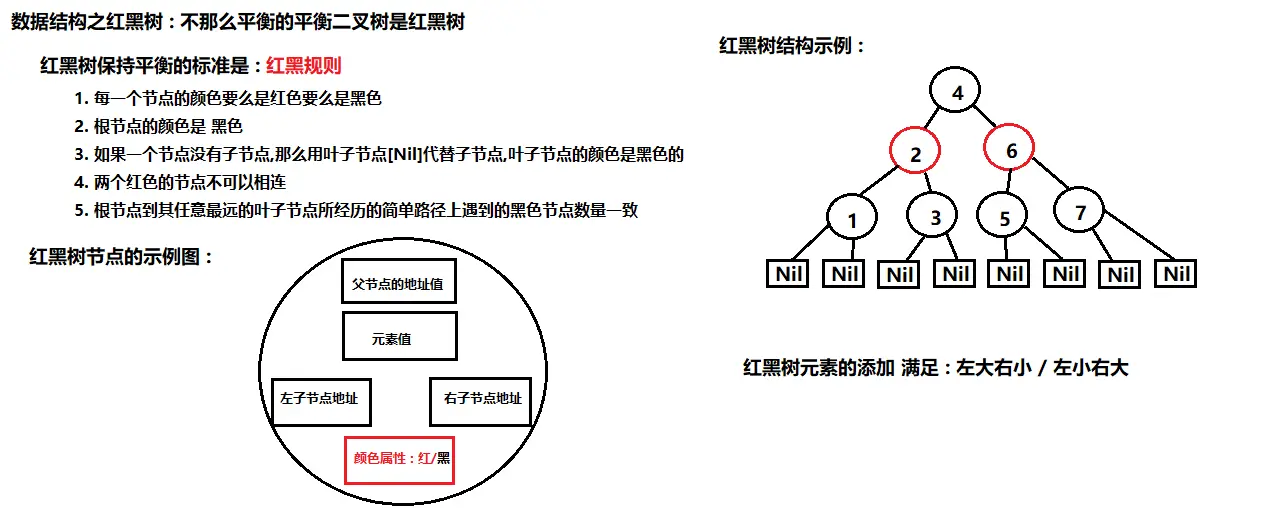 数据结构之红黑树：不那么平衡的平衡二叉树是红黑树
红黑树保持平衡的标准是：红黑规则
1. 每一个节点的颜色要么是红色要么是黑色
2. 根节点的颜色是 黑色
3. 如果一个节点没有子节点,那么用叶子节点[Nil]代替子节点,叶子节点的颜色是黑色的
4. 两个红色的节点不可以相连
5. 根节点到其任意最远的叶子节点所经历的简单路径上遇到的黑色节点数量一致
红黑树节点的示例图：
父节点的地址值
元素值
左子节点地址 右子节点地址
颜色属性：红/黑
红黑树结构示例：
4
2 6
1 3 5 7
Nil Nil Nil Nil Nil Nil Nil Nil
红黑树元素的添加 满足：左大右小 / 左小右大